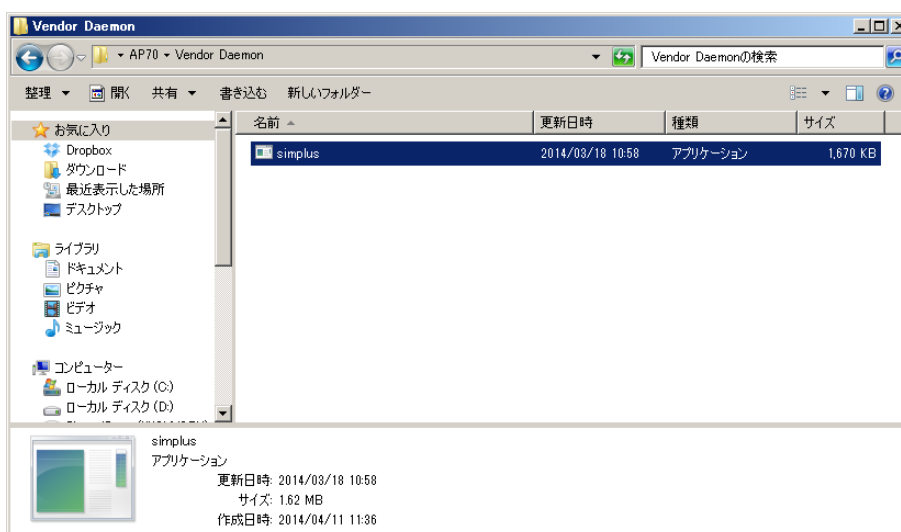 Vendor Daemon
AP70 Vendor Daemon
Vendor Daemonの検索
整理 開く 共有 書き込む 新しいフォルダー
お気に入り
Dropbox
ダウンロード
最近表示した場所
デスクトップ
ライブラリ
ドキュメント
ピクチャ
ビデオ
ミュージック
コンピューター
ローカル ディスク (C:)
ローカル ディスク (D:)
名前 更新日時 種類 サイズ
simplus 2014/03/18 10:58 アプリケーション 1,670 KB
simplus
アプリケーション
更新日時: 2014/03/18 10:58
サイズ: 1.62 MB
作成日時: 2014/04/11 11:36